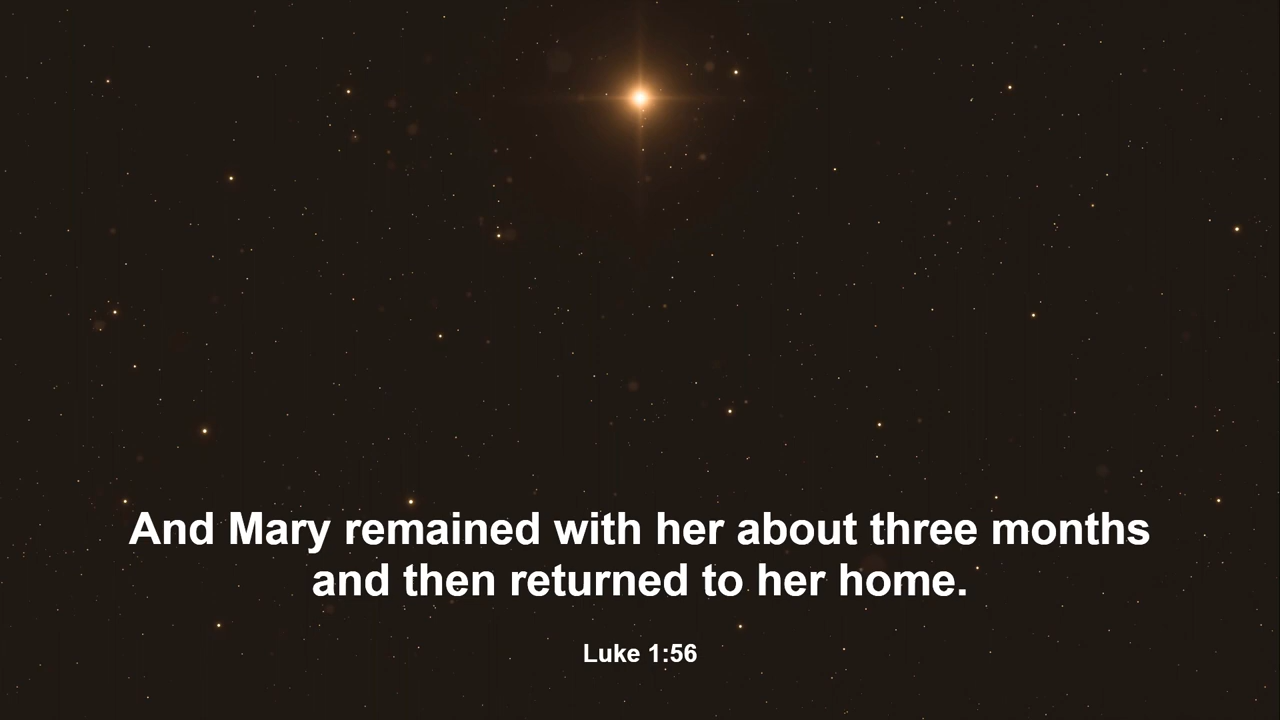 And Mary remained with her about three months
and then returned to her home.
Luke 1:56